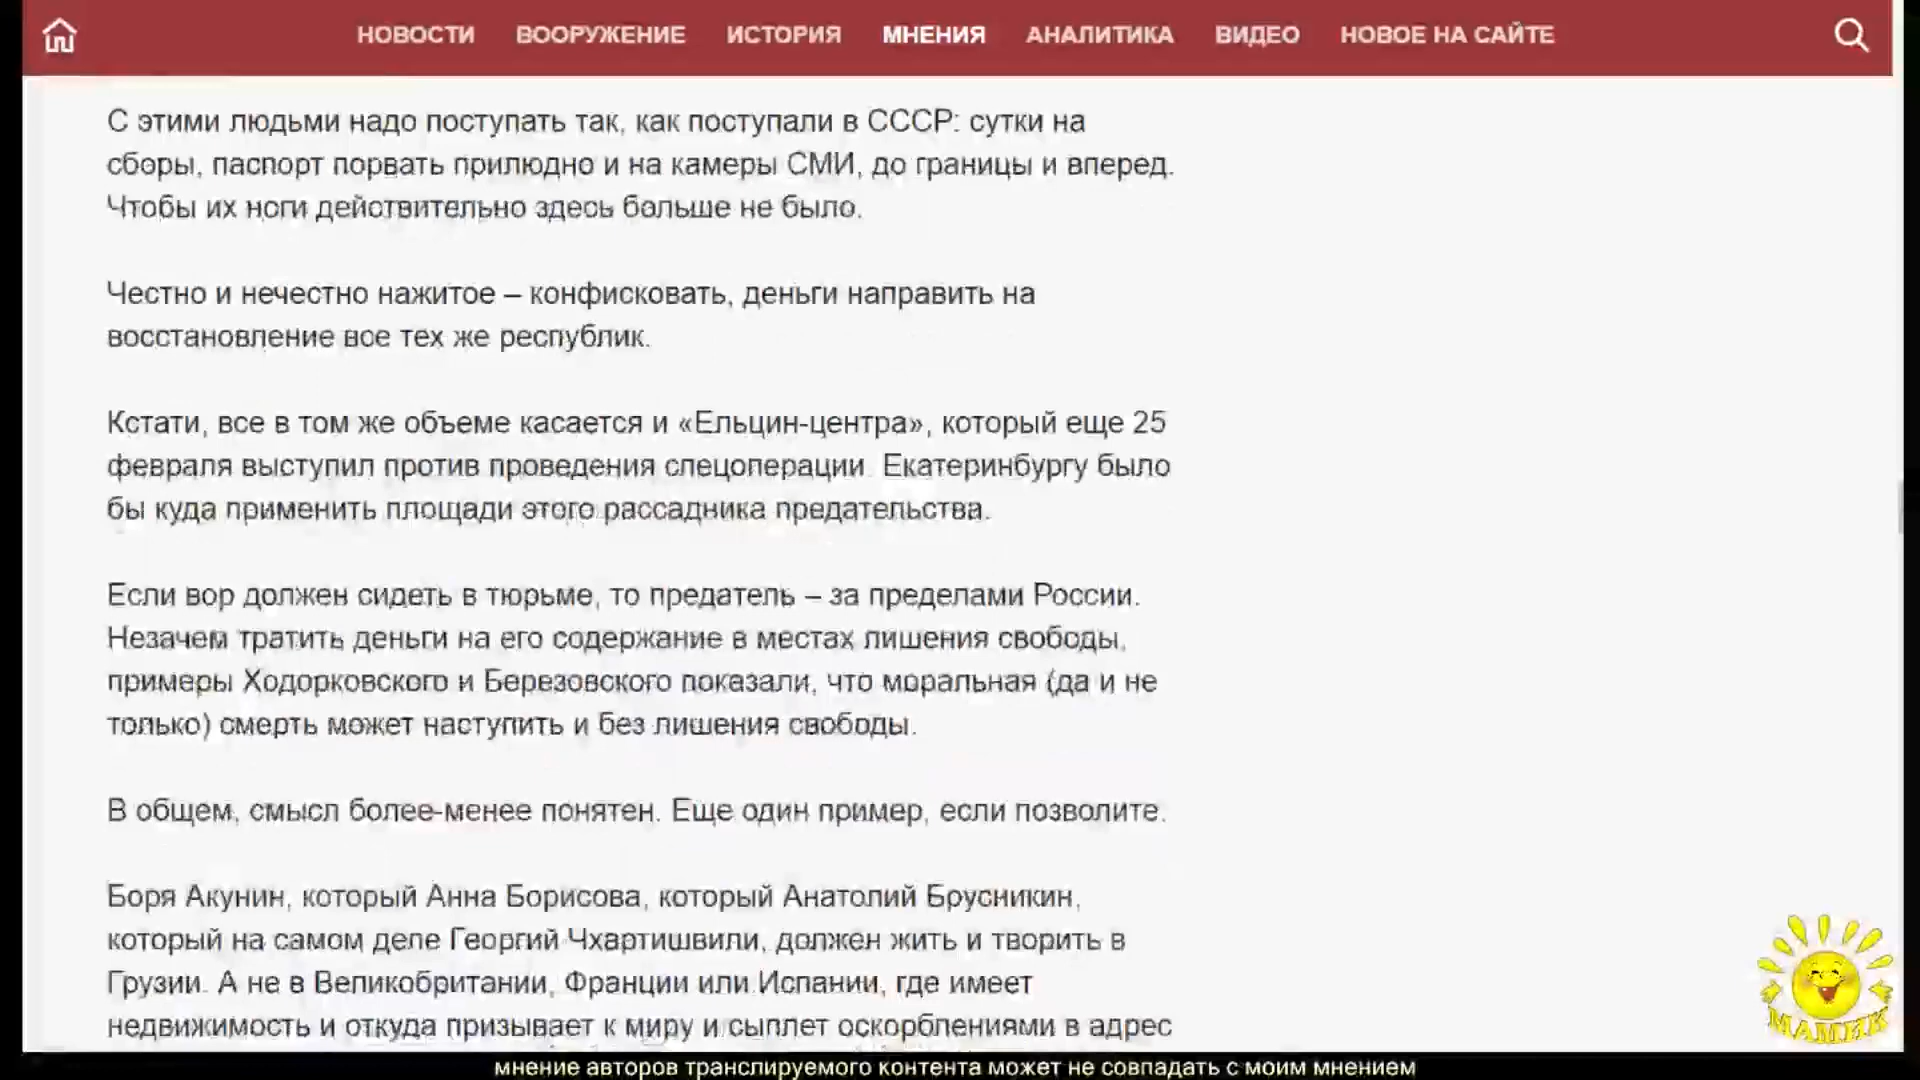 НОВОСТИ ВООРУЖЕНИЕ ИСТОРИЯ МНЕНИЯ АНАЛИТИКА ВИДЕО НОВОЕ НА САЙТЕ
С этими людьми надо поступать так, как поступали в СССР: сутки на
сборы, паспорт порвать прилюдно и на камеры СМИ, до границы и вперед.
Чтобы их ноги действительно здесь больше не было.
Честно и нечестно нажитое – конфисковать, деньги направить на
восстановление все тех же республик.
Кстати, все в том же объеме касается и «Ельцин-центра», который еще 25
февраля выступил против проведения спецоперации. Екатеринбургу было
бы куда применить площади этого рассадника предательства.
Если вор должен сидеть в тюрьме, то предатель – за пределами России.
Незачем тратить деньги на его содержание в местах лишения свободы,
примеры Ходорковского и Березовского показали, что моральная (да и не
только) смерть может наступить и без лишения свободы.
В общем, смысл более-менее понятен. Еще один пример, если позволите.
Боря Акунин, который Анна Борисова, который Анатолий Брусникин,
который на самом деле Георгий Чхартишвили, должен жить и творить в
Грузии. А не в Великобритании, Франции или Испании, где имеет
недвижимость и откуда призывает к миру и сыплет оскорблениями в адрес
МАМИК
мнение авторов транслируемого контента может не совпадать с моим мнением